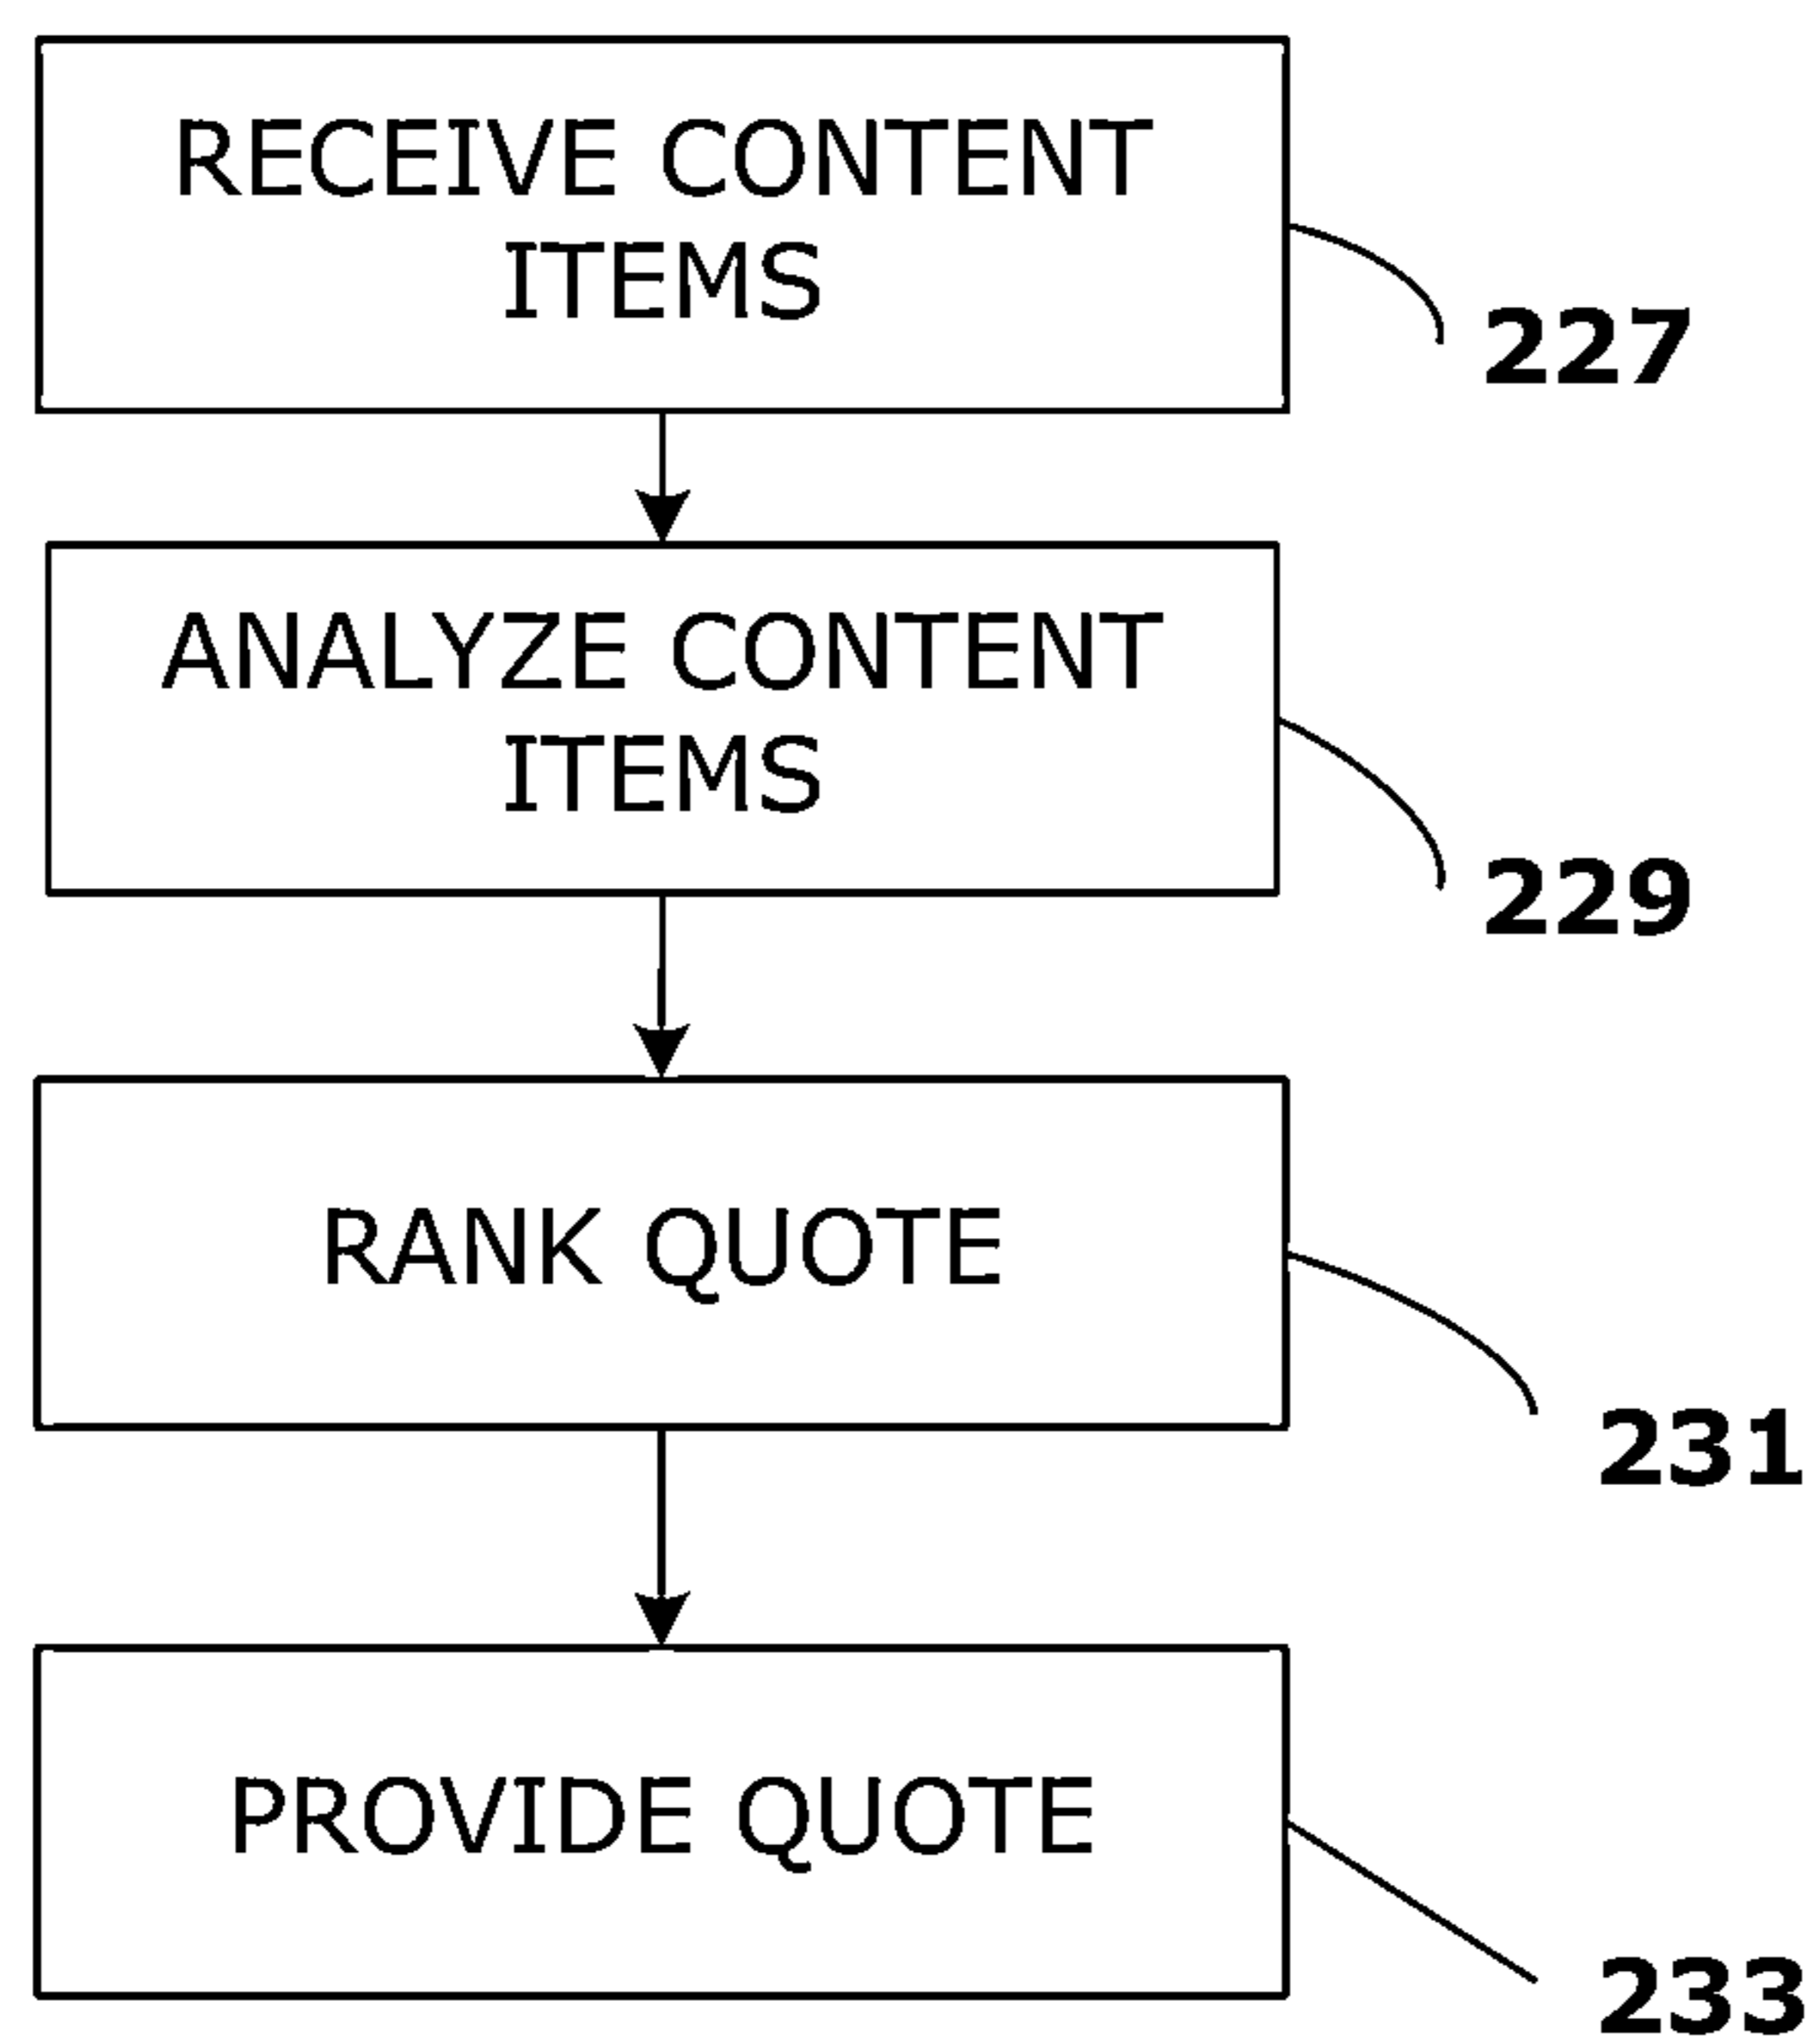 RECEIVE CONTENT
ITEMS
227
ANALYZE CONTENT
ITEMS
229
RANK QUOTE
231
PROVIDE QUOTE
233